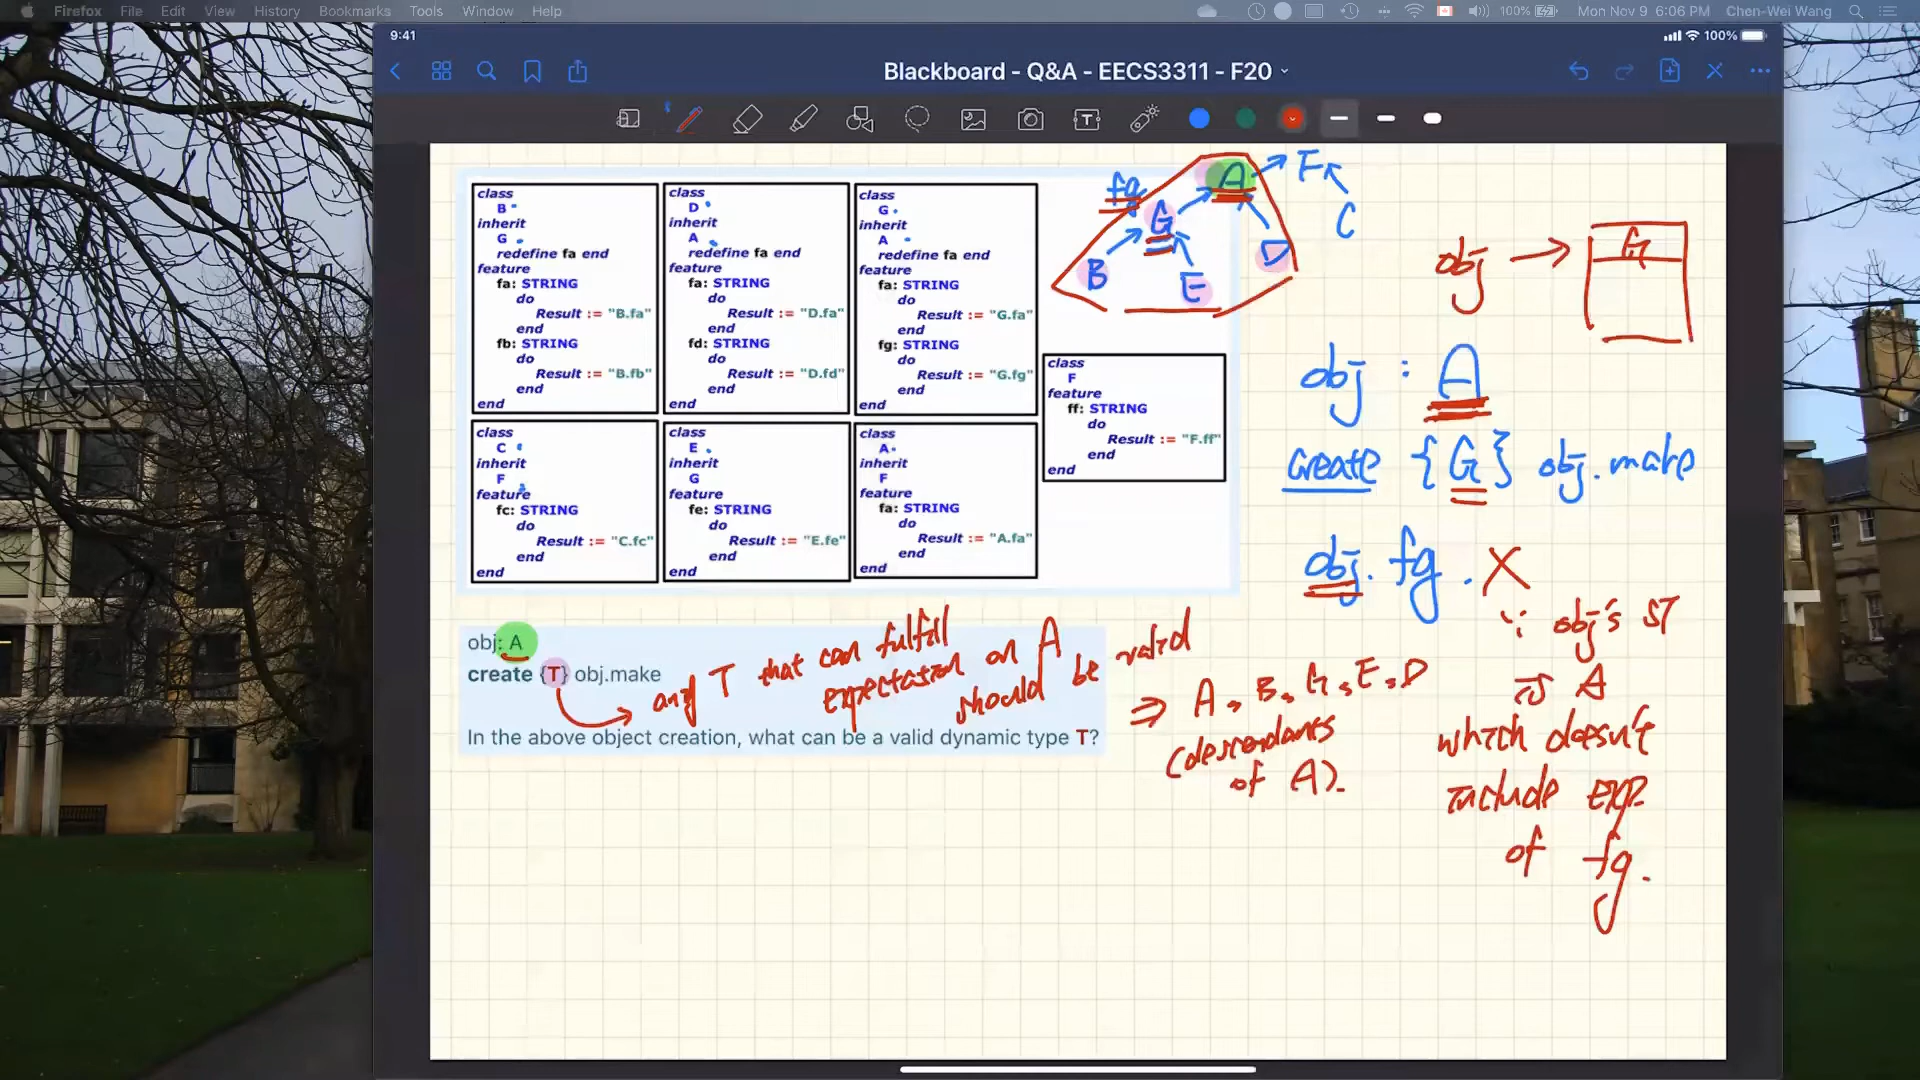 Firefox File Edit View History Bookmarks Tools Window Help 100% Mon Nov 9 6:06 PM Chen-Wei Wang
9:41 100%
Blackboard - Q&A - EECS3311 - F20
class
B
inherit
G
redefine fa end
feature
fa: STRING
do
Result := "B.fa"
end
fb: STRING
do
Result := "B.fb"
end
end
class
D
inherit
A
redefine fa end
feature
fa: STRING
do
Result := "D.fa"
end
fd: STRING
do
Result := "D.fd"
end
end
class
G
inherit
A
redefine fa end
feature
fa: STRING
do
Result := "G.fa"
end
fg: STRING
do
Result := "G.fg"
end
end
class
F
feature
ff: STRING
do
Result := "F.ff"
end
end
class
C
inherit
F
feature
fc: STRING
do
Result := "C.fc"
end
end
class
E
inherit
G
feature
fe: STRING
do
Result := "E.fe"
end
end
class
A
inherit
F
feature
fa: STRING
do
Result := "A.fa"
end
end
A F
fg G C
B E D
obj G
obj : A
create {G} obj.make
obj.fg. X
∵ obj's ST
is A
which doesn't
include exp.
of fg.
obj: A
create {T} obj.make
any T that can fulfill
expectation on A
should be valid
⇒ A, B, G, E, D
(descendants
of A).
In the above object creation, what can be a valid dynamic type T?